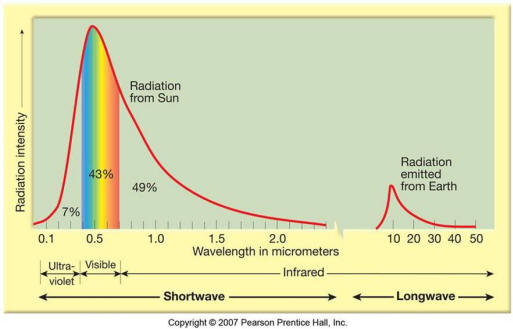 Radiation intensity
Radiation
from Sun
7%
43%
49%
Radiation
emitted
from Earth
0.1 0.5 1.0 1.5 2.0 10 20 30 40 50
Wavelength in micrometers
Ultra-
violet
Visible
Infrared
Shortwave
Longwave
Copyright © 2007 Pearson Prentice Hall, Inc.